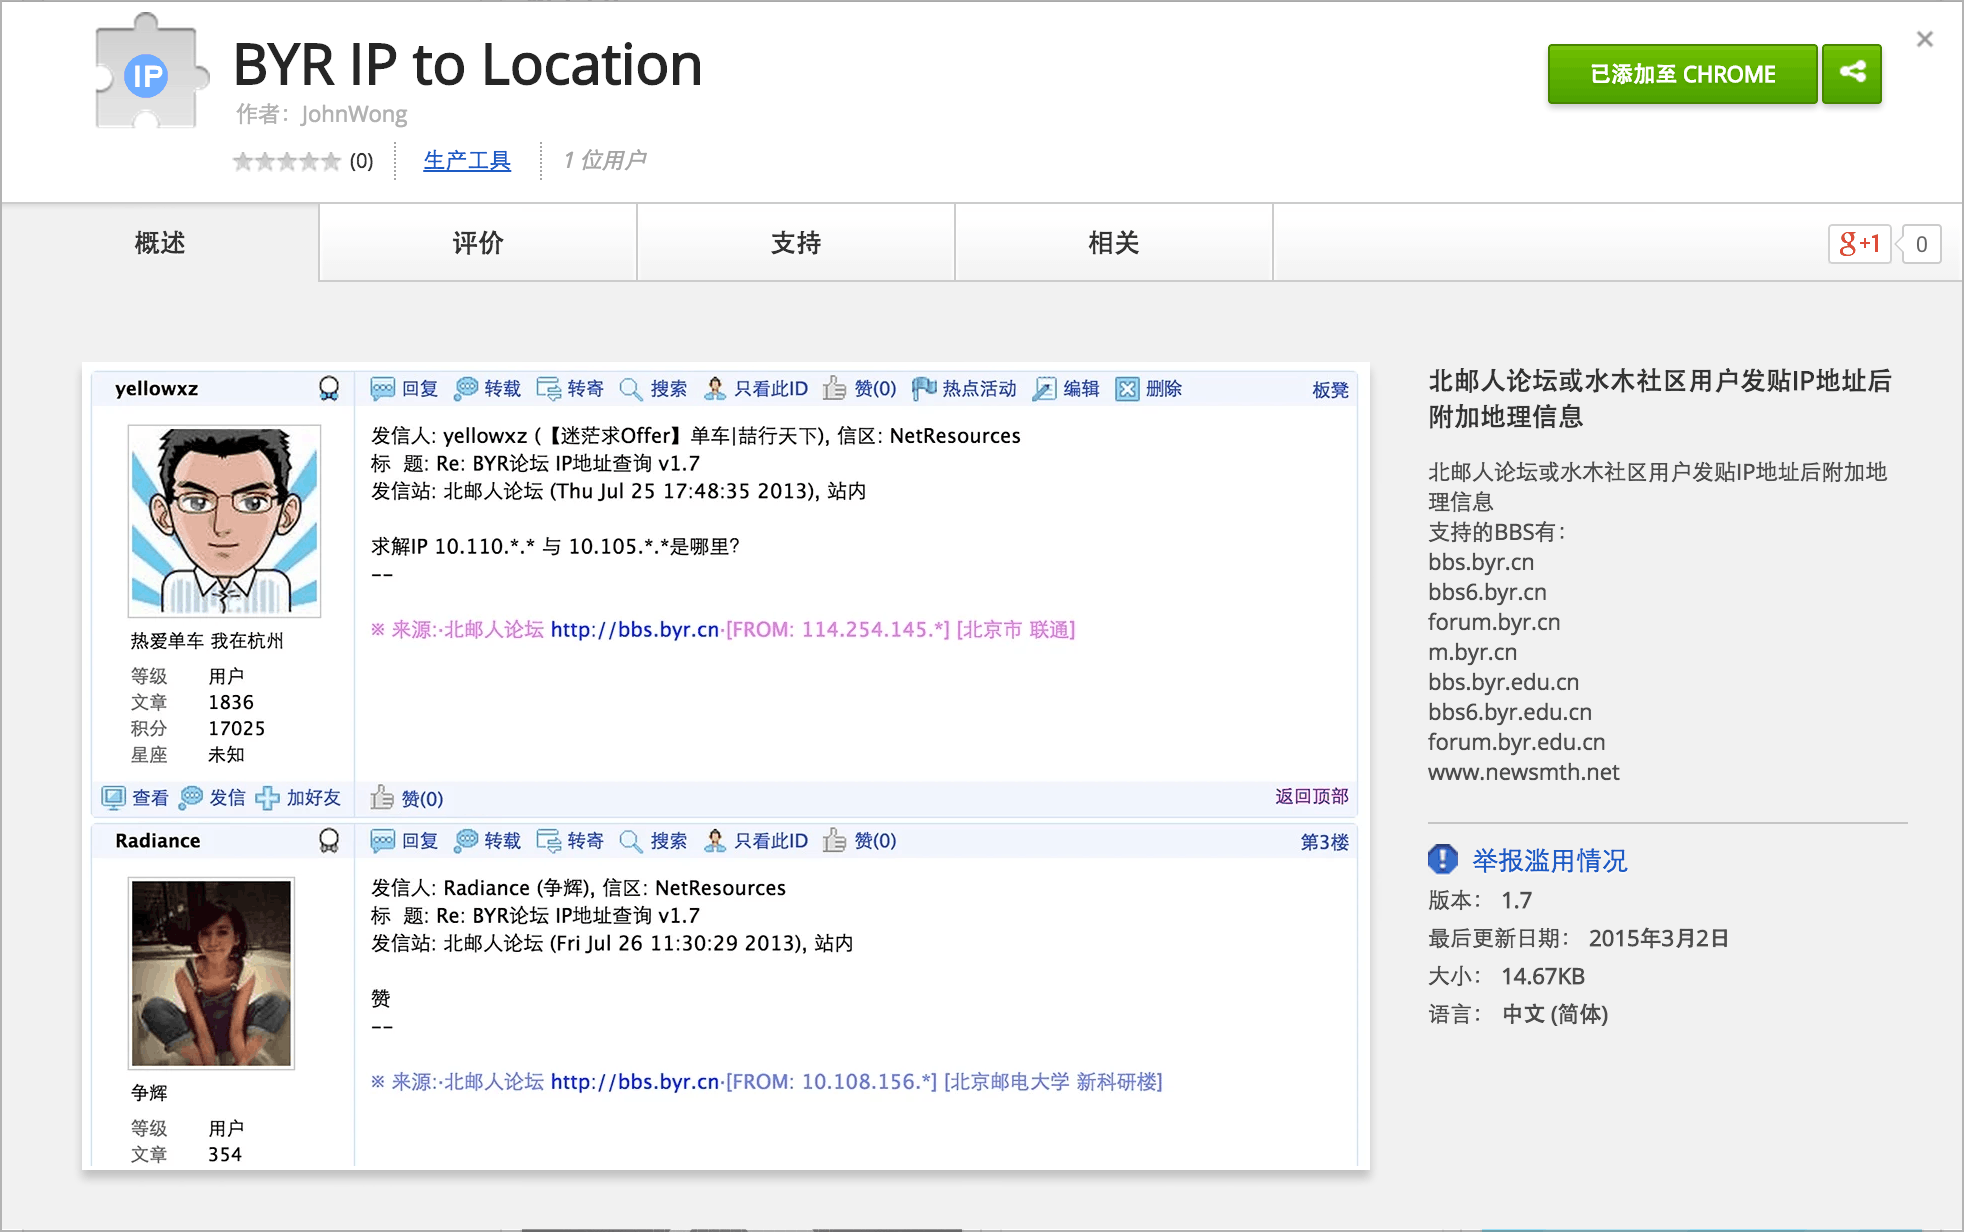 IP
BYR IP to Location
作者： JohnWong
(0)
生产工具
1 位用户
已添加至 CHROME
概述
评价
支持
相关
g+1
0
yellowxz
回复 转载 转寄 搜索 只看此ID 赞(0) 热点活动 编辑 删除
板凳
发信人: yellowxz (【迷茫求Offer】单车|喆行天下), 信区: NetResources
标 题: Re: BYR论坛 IP地址查询 v1.7
发信站: 北邮人论坛 (Thu Jul 25 17:48:35 2013), 站内
求解IP 10.110.*.* 与 10.105.*.*是哪里?
--
※ 来源:·北邮人论坛 http://bbs.byr.cn·[FROM: 114.254.145.*] [北京市 联通]
热爱单车 我在杭州
等级 用户
文章 1836
积分 17025
星座 未知
查看 发信 加好友
赞(0)
返回顶部
Radiance
回复 转载 转寄 搜索 只看此ID 赞(0)
第3楼
发信人: Radiance (争辉), 信区: NetResources
标 题: Re: BYR论坛 IP地址查询 v1.7
发信站: 北邮人论坛 (Fri Jul 26 11:30:29 2013), 站内
赞
--
※ 来源:·北邮人论坛 http://bbs.byr.cn·[FROM: 10.108.156.*] [北京邮电大学 新科研楼]
争辉
等级 用户
文章 354
北邮人论坛或水木社区用户发贴IP地址后
附加地理信息
北邮人论坛或水木社区用户发贴IP地址后附加地
理信息
支持的BBS有：
bbs.byr.cn
bbs6.byr.cn
forum.byr.cn
m.byr.cn
bbs.byr.edu.cn
bbs6.byr.edu.cn
forum.byr.edu.cn
www.newsmth.net
举报滥用情况
版本： 1.7
最后更新日期： 2015年3月2日
大小： 14.67KB
语言： 中文 (简体)